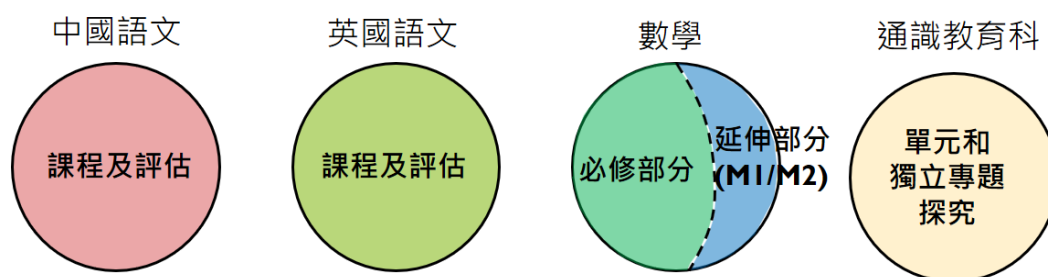 中國語文
英國語文
數學
通識教育科
課程及評估
課程及評估
必修部分
延伸部分
(M1/M2)
單元和
獨立專題
探究